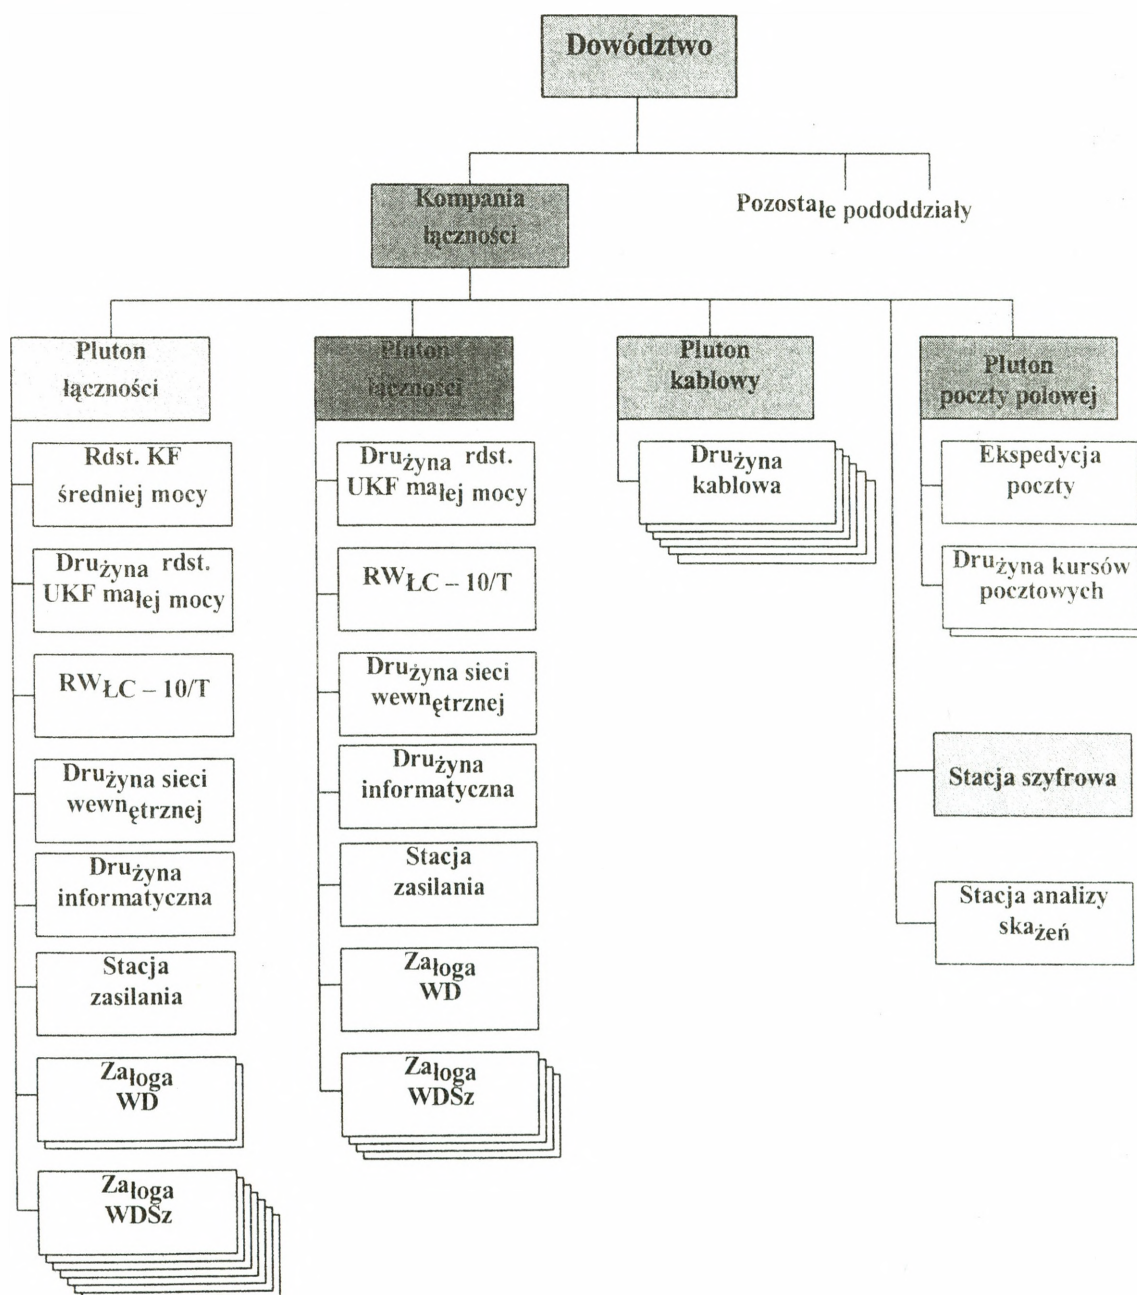 Dowództwo
Kompania
łączności
Pozostałe pododdziały
Pluton
łączności
Rdst. KF
średniej mocy
Drużyna rdst.
UKF małej mocy
RWŁC – 10/T
Drużyna sieci
wewnętrznej
Drużyna
informatyczna
Stacja
zasilania
Załoga
WD
Załoga
WDSz
Pluton
łączności
Drużyna rdst.
UKF małej mocy
RWŁC – 10/T
Drużyna sieci
wewnętrznej
Drużyna
informatyczna
Stacja
zasilania
Załoga
WD
Załoga
WDSz
Pluton
kablowy
Drużyna
kablowa
Pluton
poczty polowej
Ekspedycja
poczty
Drużyna kursów
pocztowych
Stacja szyfrowa
Stacja analizy
skażeń